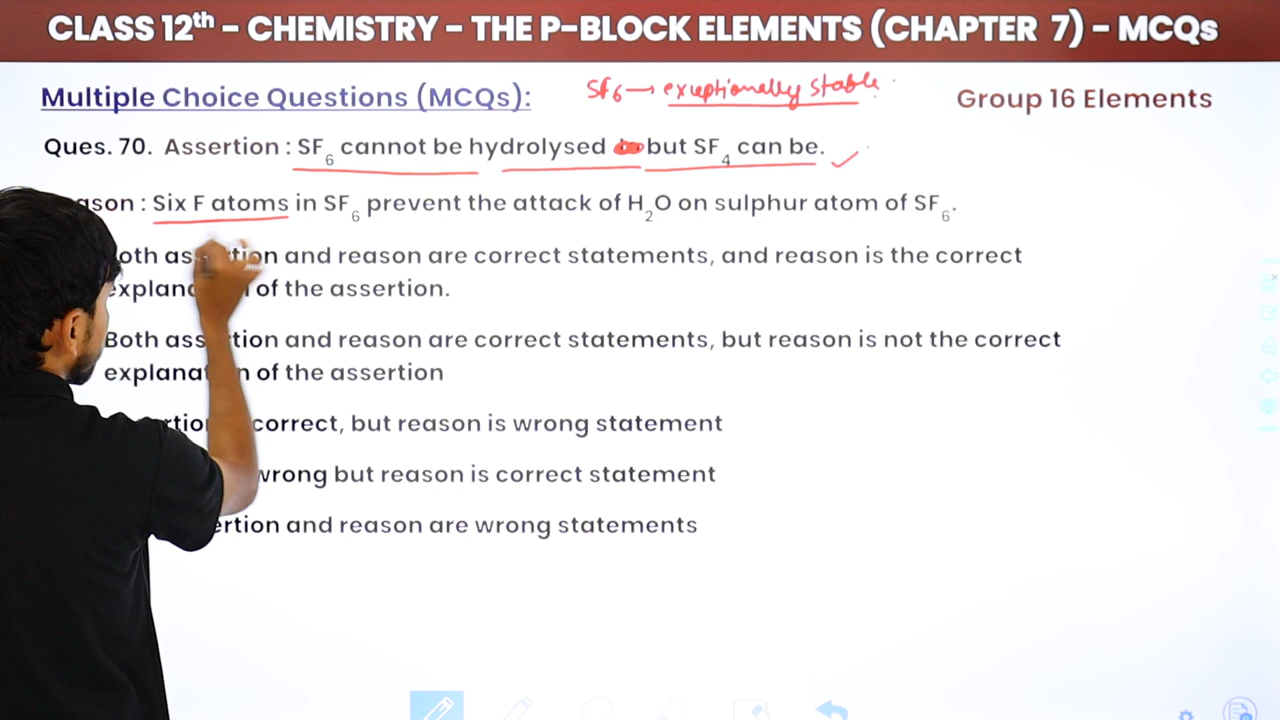 CLASS 12th - CHEMISTRY - THE P-BLOCK ELEMENTS (CHAPTER 7) - MCQs
SF6 → exceptionally stable
Multiple Choice Questions (MCQs):
Group 16 Elements
Ques. 70. Assertion : SF6 cannot be hydrolysed but SF4 can be.
: Six F atoms in SF6 prevent the attack of H2O on sulphur atom of SF6.
and reason are correct statements, and reason is the correct
of the assertion.
Both and reason are correct statements, but reason is not the correct
of the assertion
correct, but reason is wrong statement
wrong but reason is correct statement
and reason are wrong statements